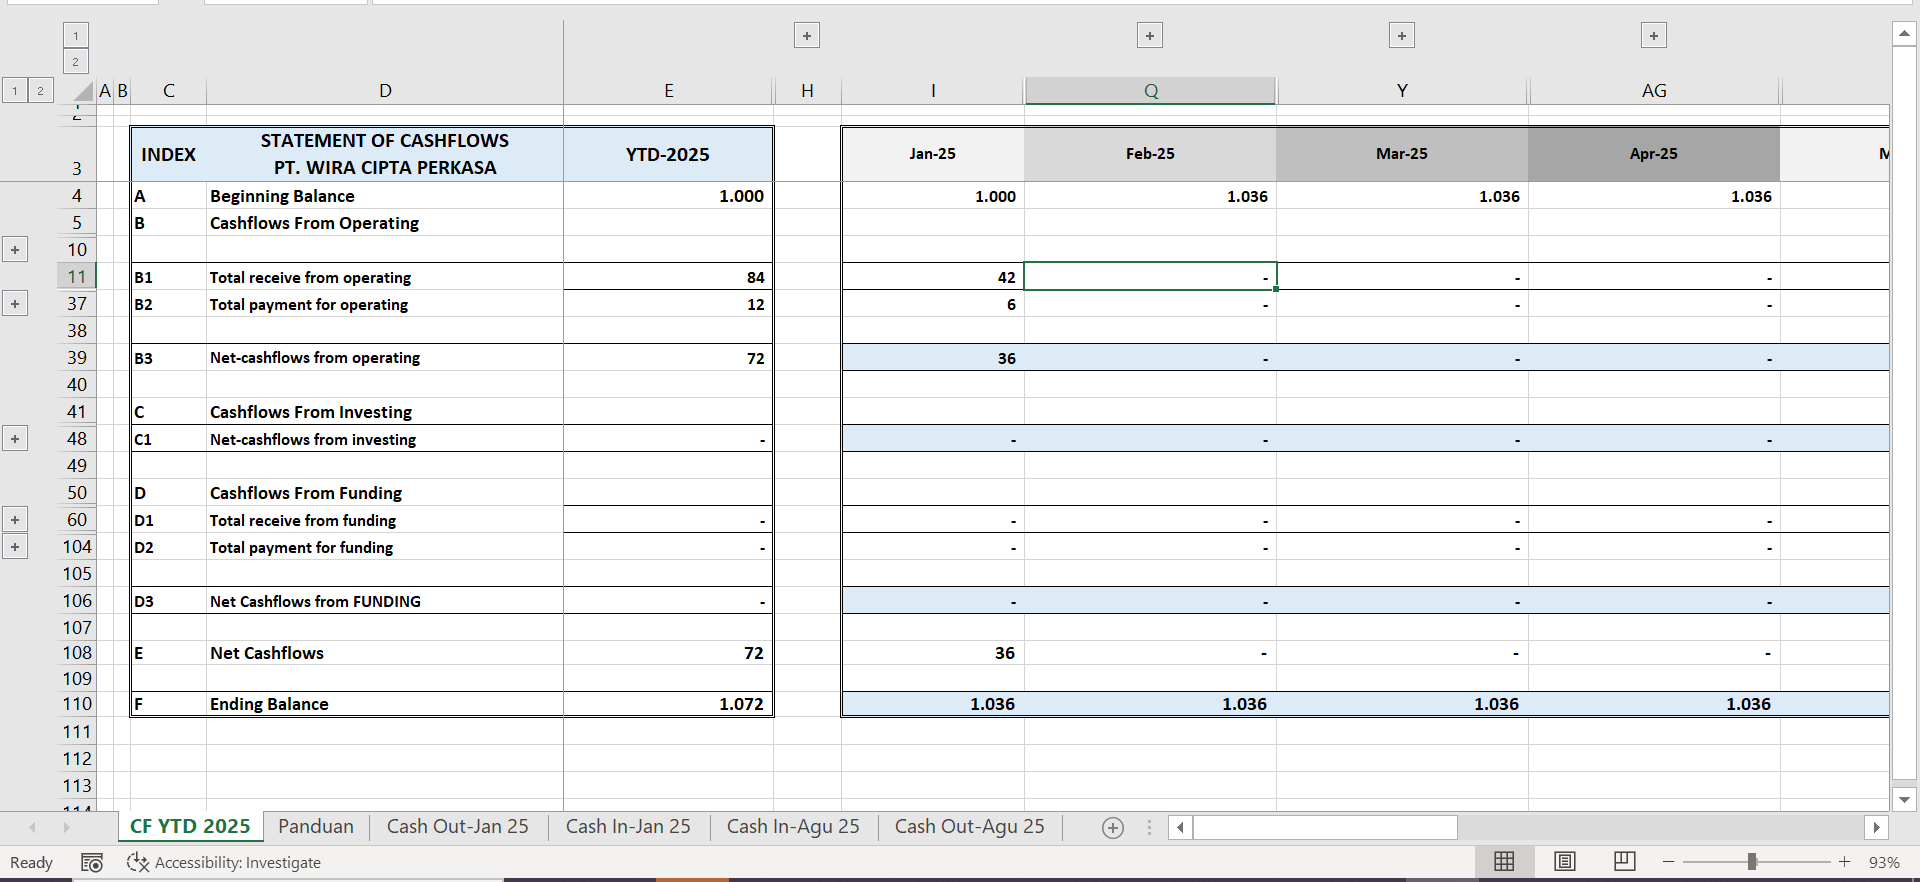 1
2
+ + + +
1 2 A B C D E H I Q Y AG
2
3 INDEX STATEMENT OF CASHFLOWS
PT. WIRA CIPTA PERKASA YTD-2025 Jan-25 Feb-25 Mar-25 Apr-25
4 A Beginning Balance 1.000 1.000 1.036 1.036 1.036
5 B Cashflows From Operating
+ 10
11 B1 Total receive from operating 84 42 - - -
+ 37 B2 Total payment for operating 12 6 - - -
38
39 B3 Net-cashflows from operating 72 36 - - -
40
41 C Cashflows From Investing
+ 48 C1 Net-cashflows from investing - - - - -
49
50 D Cashflows From Funding
+ 60 D1 Total receive from funding - - - - -
+ 104 D2 Total payment for funding - - - - -
105
106 D3 Net Cashflows from FUNDING - - - - -
107
108 E Net Cashflows 72 36 - - -
109
110 F Ending Balance 1.072 1.036 1.036 1.036 1.036
111
112
113
114
CF YTD 2025 Panduan Cash Out-Jan 25 Cash In-Jan 25 Cash In-Agu 25 Cash Out-Agu 25
Ready Accessibility: Investigate 93%